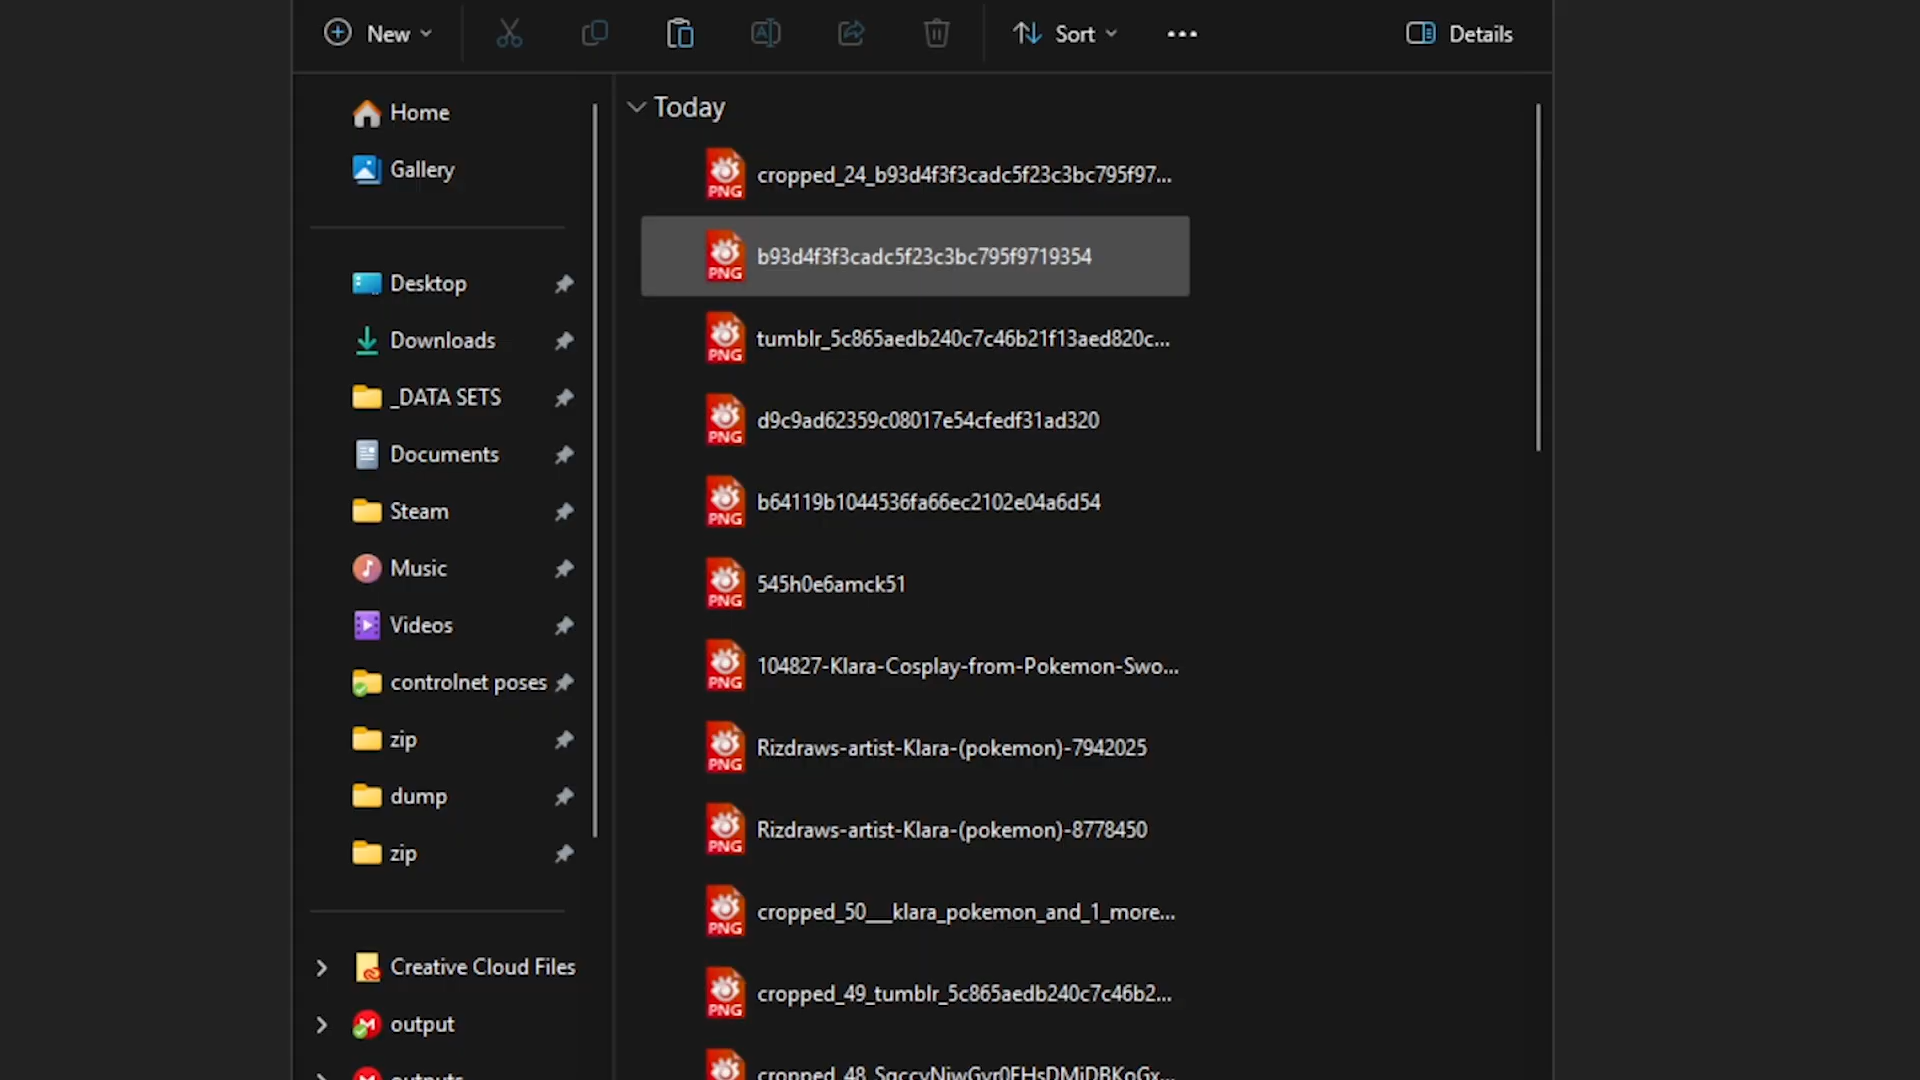 New
Sort
Details
Home
Gallery
Desktop
Downloads
_DATA SETS
Documents
Steam
Music
Videos
controlnet poses
zip
dump
zip
Creative Cloud Files
output
outputs
Today
PNG cropped_24_b93d4f3f3cadc5f23c3bc795f97...
PNG b93d4f3f3cadc5f23c3bc795f9719354
PNG tumblr_5c865aedb240c7c46b21f13aed820c...
PNG d9c9ad62359c08017e54cfedf31ad320
PNG b64119b1044536fa66ec2102e04a6d54
PNG 545h0e6amck51
PNG 104827-Klara-Cosplay-from-Pokemon-Swo...
PNG Rizdraws-artist-Klara-(pokemon)-7942025
PNG Rizdraws-artist-Klara-(pokemon)-8778450
PNG cropped_50__klara_pokemon_and_1_more...
PNG cropped_49_tumblr_5c865aedb240c7c46b2...